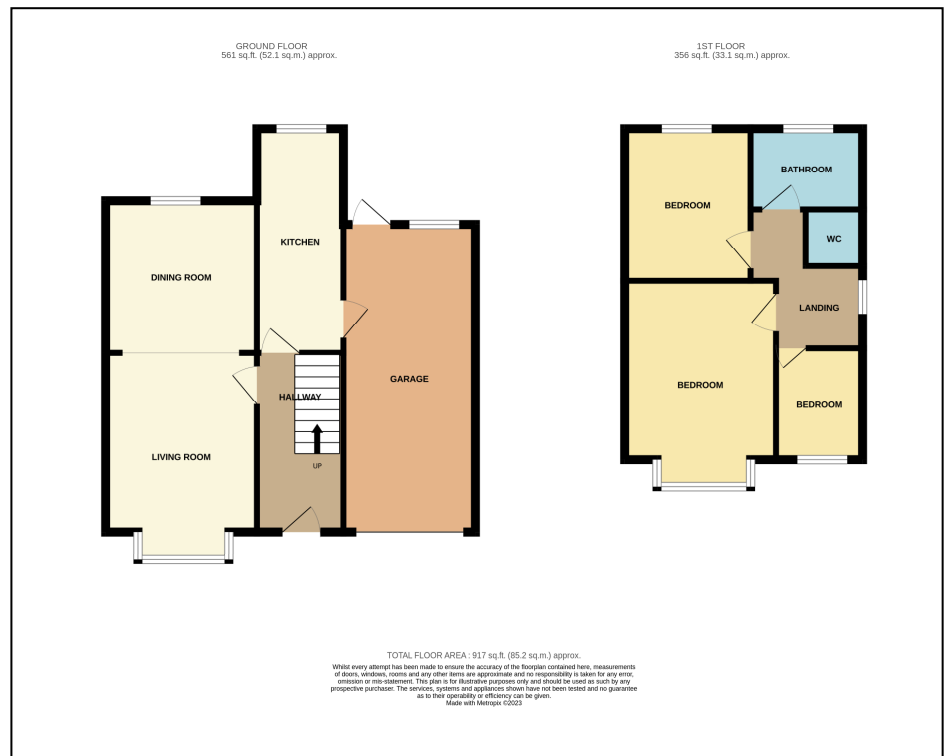 GROUND FLOOR
561 sq.ft. (52.1 sq.m.) approx.
1ST FLOOR
356 sq.ft. (33.1 sq.m.) approx.
KITCHEN
DINING ROOM
GARAGE
HALLWAY
LIVING ROOM
UP
BATHROOM
BEDROOM
WC
LANDING
BEDROOM
BEDROOM
TOTAL FLOOR AREA : 917 sq.ft. (85.2 sq.m.) approx.
Whilst every attempt has been made to ensure the accuracy of the floorplan contained here, measurements
of doors, windows, rooms and any other items are approximate and no responsibility is taken for any error,
omission or mis-statement. This plan is for illustrative purposes only and should be used as such by any
prospective purchaser. The services, systems and appliances shown have not been tested and no guarantee
as to their operability or efficiency can be given.
Made with Metropix ©2023